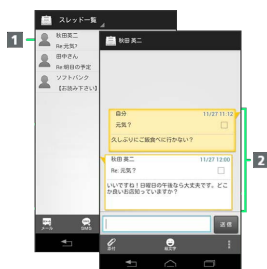 スレッド一覧
1
秋田英二
Re:元気?
田中さん
Re:明日の予定
ソフトバンク
【お読み下さい】
メール
SMS
秋田 英二
自分
11/27 11:12
元気？
久しぶりにご飯食べに行かない？
秋田 英二
11/27 12:00
Re: 元気？
いいですね！日曜日の午後なら大丈夫です。どこ
か良いお店知っていますか？
2
送信
添付
絵文字